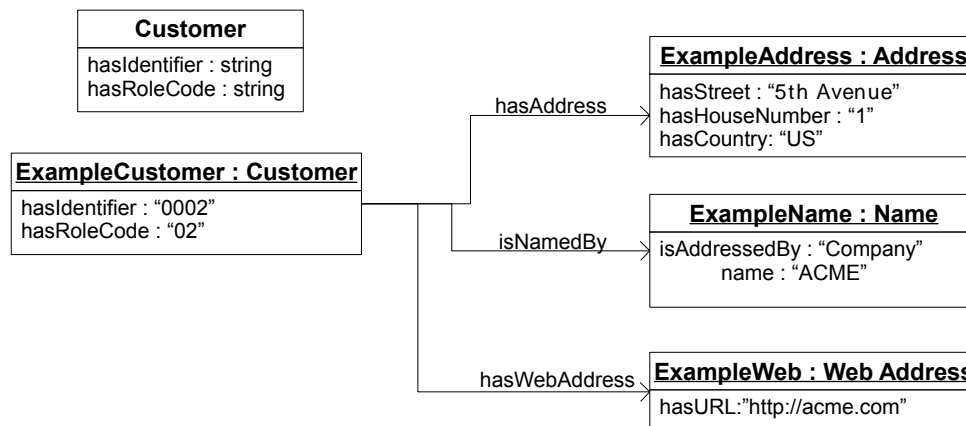 Customer
hasIdentifier : string
hasRoleCode : string
ExampleCustomer : Customer
hasIdentifier : “0002”
hasRoleCode : “02”
hasAddress
isNamedBy
hasWebAddress
ExampleAddress : Address
hasStreet : “5th Avenue”
hasHouseNumber : “1”
hasCountry: “US”
ExampleName : Name
isAddressedBy : “Company”
name : “ACME”
ExampleWeb : Web Address
hasURL:”http://acme.com”